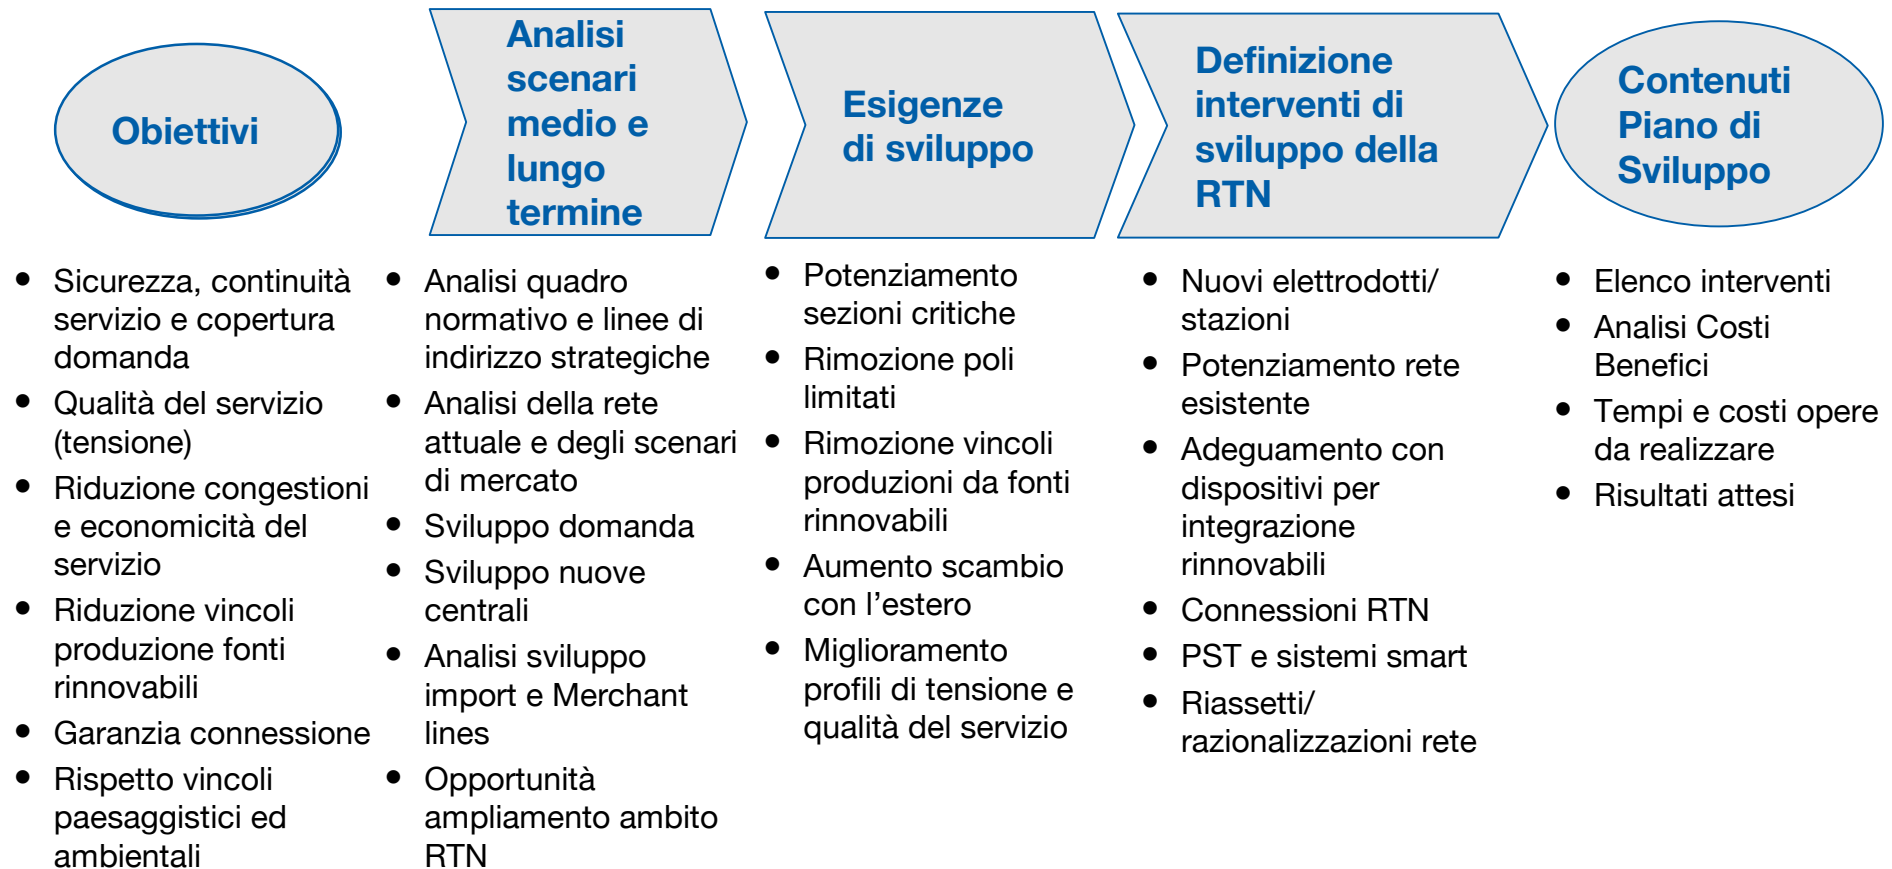 Obiettivi
Analisi
scenari
medio e
lungo
termine
Esigenze
di sviluppo
Definizione
interventi di
sviluppo della
RTN
Contenuti
Piano di
Sviluppo
• Sicurezza, continuità
servizio e copertura
domanda
• Qualità del servizio
(tensione)
• Riduzione congestioni
e economicità del
servizio
• Riduzione vincoli
produzione fonti
rinnovabili
• Garanzia connessione
• Rispetto vincoli
paesaggistici ed
ambientali
• Analisi quadro
normativo e linee di
indirizzo strategiche
• Analisi della rete
attuale e degli scenari
di mercato
• Sviluppo domanda
• Sviluppo nuove
centrali
• Analisi sviluppo
import e Merchant
lines
• Opportunità
ampliamento ambito
RTN
• Potenziamento
sezioni critiche
• Rimozione poli
limitati
• Rimozione vincoli
produzioni da fonti
rinnovabili
• Aumento scambio
con l’estero
• Miglioramento
profili di tensione e
qualità del servizio
• Nuovi elettrodotti/
stazioni
• Potenziamento rete
esistente
• Adeguamento con
dispositivi per
integrazione
rinnovabili
• Connessioni RTN
• PST e sistemi smart
• Riassetti/
razionalizzazioni rete
• Elenco interventi
• Analisi Costi
Benefici
• Tempi e costi opere
da realizzare
• Risultati attesi